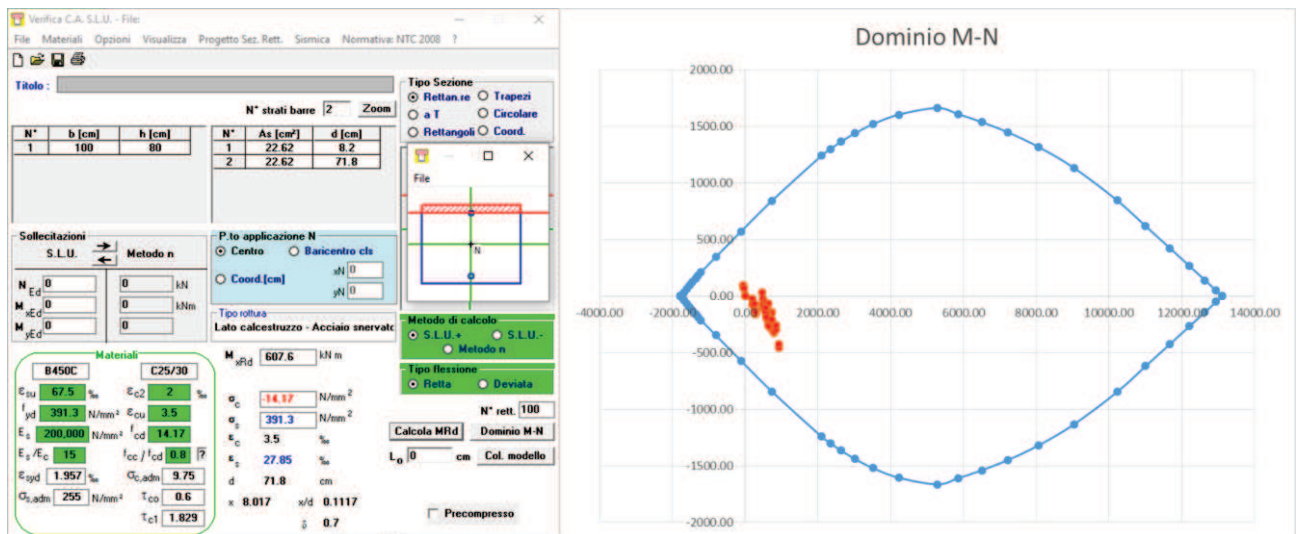 Verifica C.A. S.L.U. - File:
File Materiali Opzioni Visualizza Progetto Sez. Rett. Sismica Normativa: NTC 2008 ?
Titolo :
N° strati barre 2 Zoom
N° b [cm] h [cm]
1 100 80
N° As [cm²] d [cm]
1 22.62 8.2
2 22.62 71.8
Tipo Sezione
Rettan.re Trapezi
a T Circolare
Rettangoli Coord.
File
N
Sollecitazioni
S.L.U. Metodo n
N Ed 0 0 kN
M xEd 0 0 kNm
M yEd 0 0
P.to applicazione N
Centro Baricentro cls
Coord.[cm] xN 0
yN 0
Tipo rottura
Lato calcestruzzo - Acciaio snervato
Metodo di calcolo
S.L.U.+ S.L.U.-
Metodo n
Tipo flessione
Retta Deviata
N° rett. 100
Calcola MRd Dominio M-N
L₀ 0 cm Col. modello
Precompresso
Materiali
B450C C25/30
εsu 67.5 ‰ εc2 2 ‰
fyd 391.3 N/mm² εcu 3.5
Es 200,000 N/mm² fcd 14.17
Es/Ec 15 fcc / fcd 0.8 ?
εsyd 1.957 ‰ σc,adm 9.75
σs,adm 255 N/mm² τco 0.6
τc1 1.829
M xRd 607.6 kN m
σc -14.17 N/mm²
σs 391.3 N/mm²
εc 3.5 ‰
εs 27.85 ‰
d 71.8 cm
x 8.017 x/d 0.1117
δ 0.7
Dominio M-N
2000.00
1500.00
1000.00
500.00
0.00
-500.00
-1000.00
-1500.00
-2000.00
-4000.00 -2000.00 0.00 2000.00 4000.00 6000.00 8000.00 10000.00 12000.00 14000.00